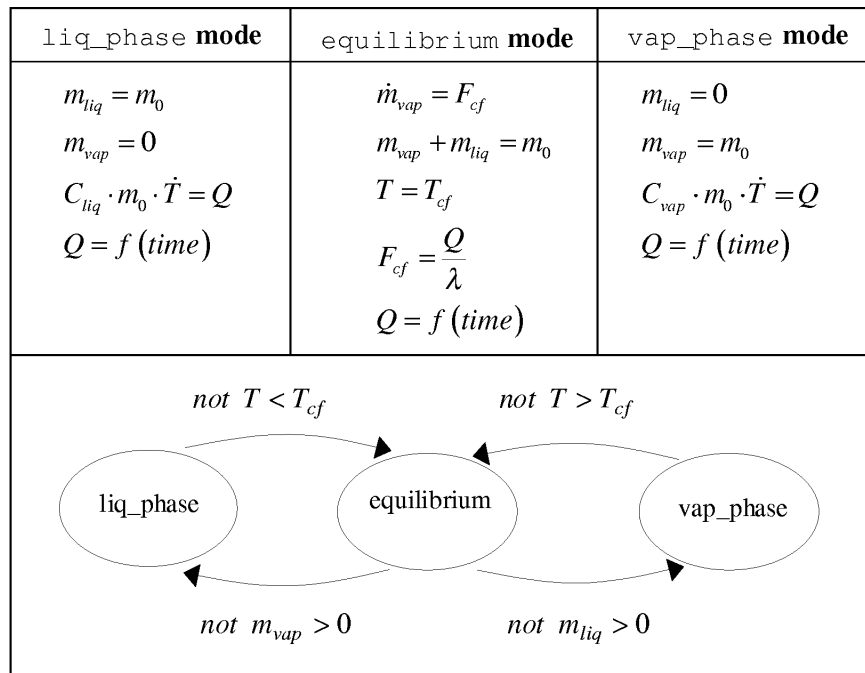 liq_phase mode
m_liq = m_0
m_vap = 0
C_liq · m_0 · Ṫ = Q
Q = f (time)
equilibrium mode
ṁ_vap = F_cf
m_vap + m_liq = m_0
T = T_cf
F_cf = Q/λ
Q = f (time)
vap_phase mode
m_liq = 0
m_vap = m_0
C_vap · m_0 · Ṫ = Q
Q = f (time)
not T < T_cf
not T > T_cf
liq_phase
equilibrium
vap_phase
not m_vap > 0
not m_liq > 0